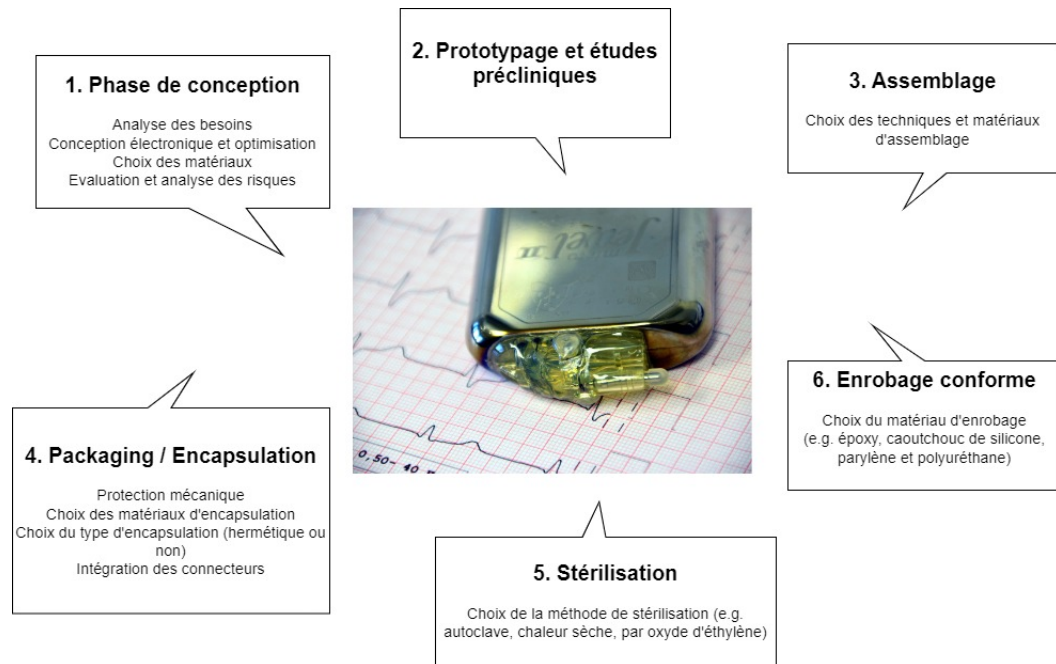 1. Phase de conception
Analyse des besoins
Conception électronique et optimisation
Choix des matériaux
Evaluation et analyse des risques
2. Prototypage et études
précliniques
3. Assemblage
Choix des techniques et matériaux
d'assemblage
4. Packaging / Encapsulation
Protection mécanique
Choix des matériaux d'encapsulation
Choix du type d'encapsulation (hermétique ou
non)
Intégration des connecteurs
5. Stérilisation
Choix de la méthode de stérilisation (e.g.
autoclave, chaleur sèche, par oxyde d'éthylène)
6. Enrobage conforme
Choix du matériau d'enrobage
(e.g. époxy, caoutchouc de silicone,
parylène et polyuréthane)
0,50- 40